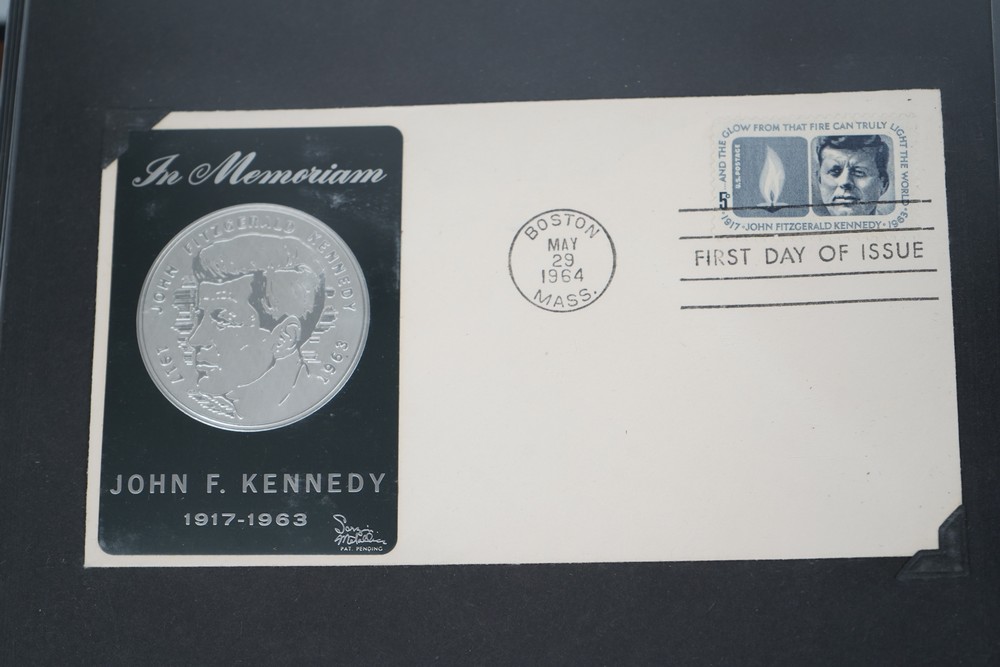 In Memoriam
JOHN FITZGERALD KENNEDY
1917 1963
JOHN F. KENNEDY
1917-1963
PAT. PENDING
BOSTON
MAY
29
1964
MASS.
AND THE GLOW FROM THAT FIRE CAN TRULY LIGHT THE WORLD
U.S. POSTAGE
5¢
1917 · JOHN FITZGERALD KENNEDY · 1963
FIRST DAY OF ISSUE